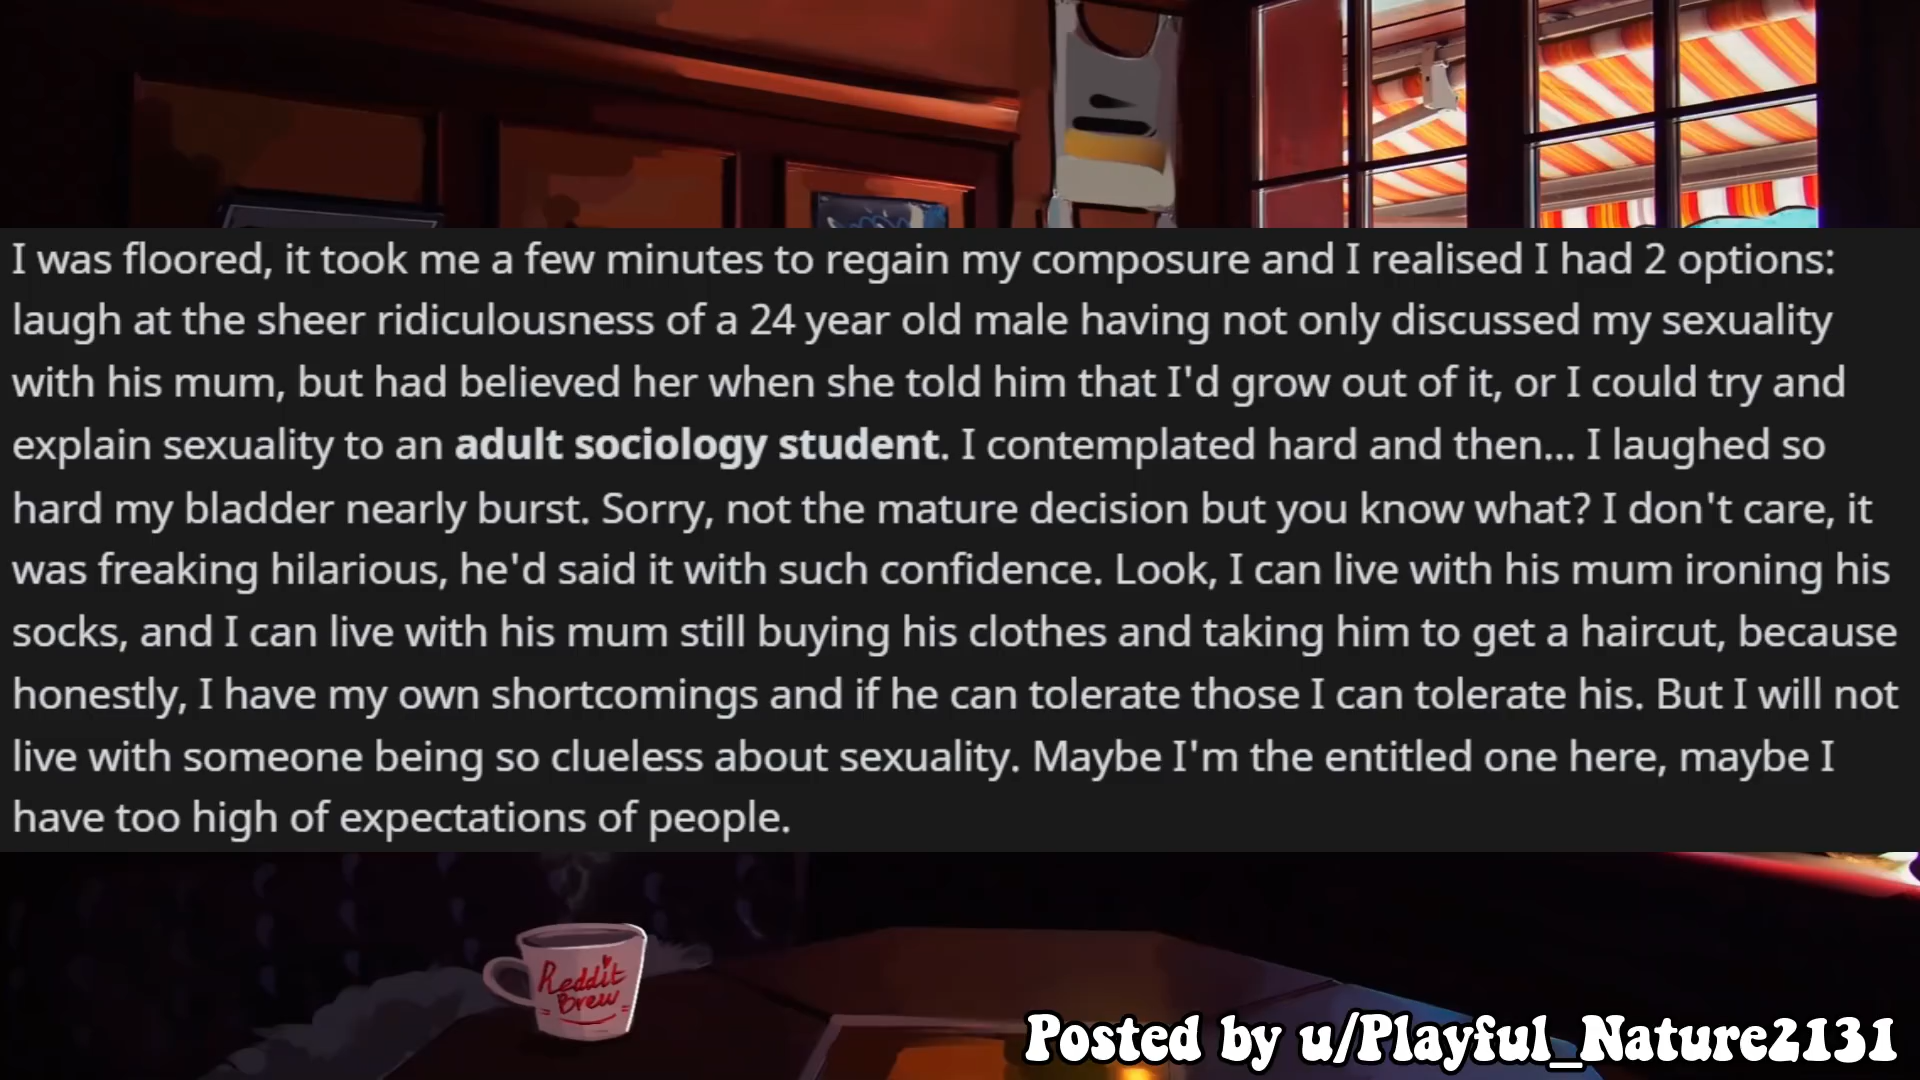 I was floored, it took me a few minutes to regain my composure and I realised I had 2 options:
laugh at the sheer ridiculousness of a 24 year old male having not only discussed my sexuality
with his mum, but had believed her when she told him that I'd grow out of it, or I could try and
explain sexuality to an adult sociology student. I contemplated hard and then... I laughed so
hard my bladder nearly burst. Sorry, not the mature decision but you know what? I don't care, it
was freaking hilarious, he'd said it with such confidence. Look, I can live with his mum ironing his
socks, and I can live with his mum still buying his clothes and taking him to get a haircut, because
honestly, I have my own shortcomings and if he can tolerate those I can tolerate his. But I will not
live with someone being so clueless about sexuality. Maybe I'm the entitled one here, maybe I
have too high of expectations of people.
Reddit
Brew
Posted by u/Playful_Nature2131